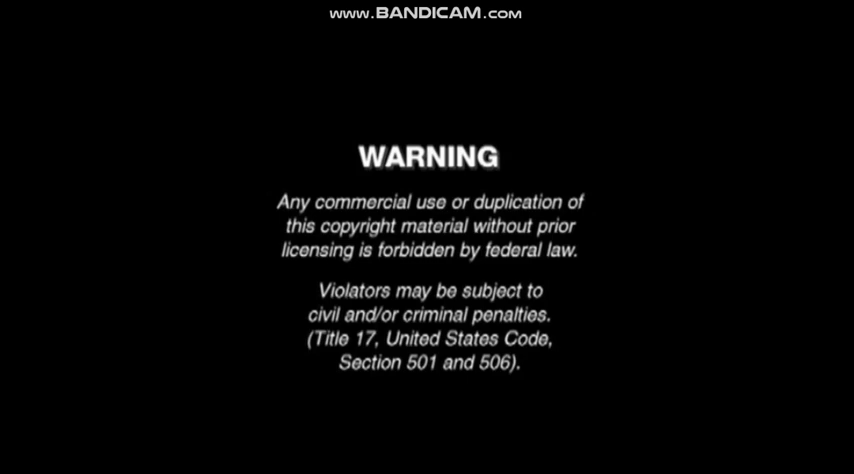 www.BANDICAM.com
WARNING
Any commercial use or duplication of
this copyright material without prior
licensing is forbidden by federal law.
Violators may be subject to
civil and/or criminal penalties.
(Title 17, United States Code,
Section 501 and 506).